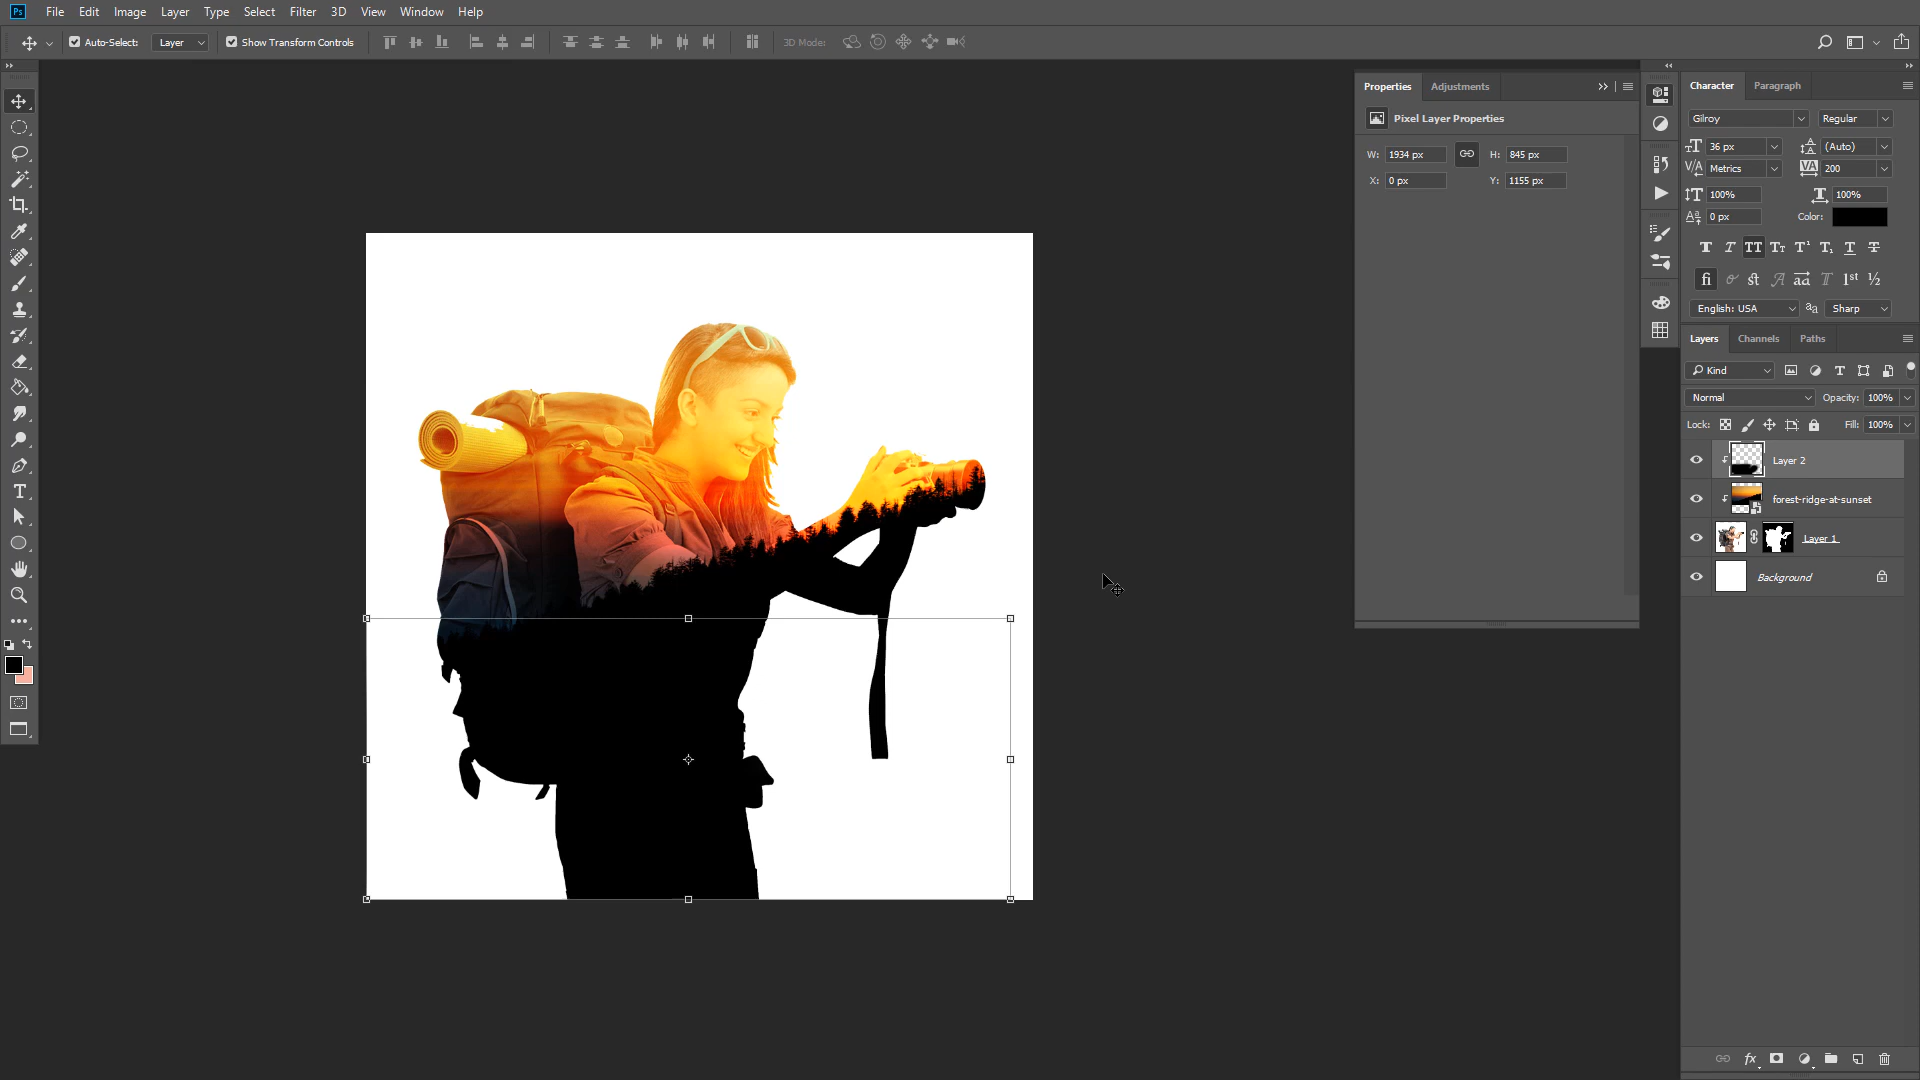 Ps File Edit Image Layer Type Select Filter 3D View Window Help
Auto-Select: Layer Show Transform Controls 3D Mode:
Properties Adjustments
Pixel Layer Properties
W: 1934 px H: 845 px
X: 0 px Y: 1155 px
Character Paragraph
Gilroy Regular
36 px (Auto)
Metrics 200
100% 100%
0 px Color:
English: USA Sharp
Layers Channels Paths
Kind
Normal Opacity: 100%
Lock: Fill: 100%
Layer 2
forest-ridge-at-sunset
Layer 1
Background
fx